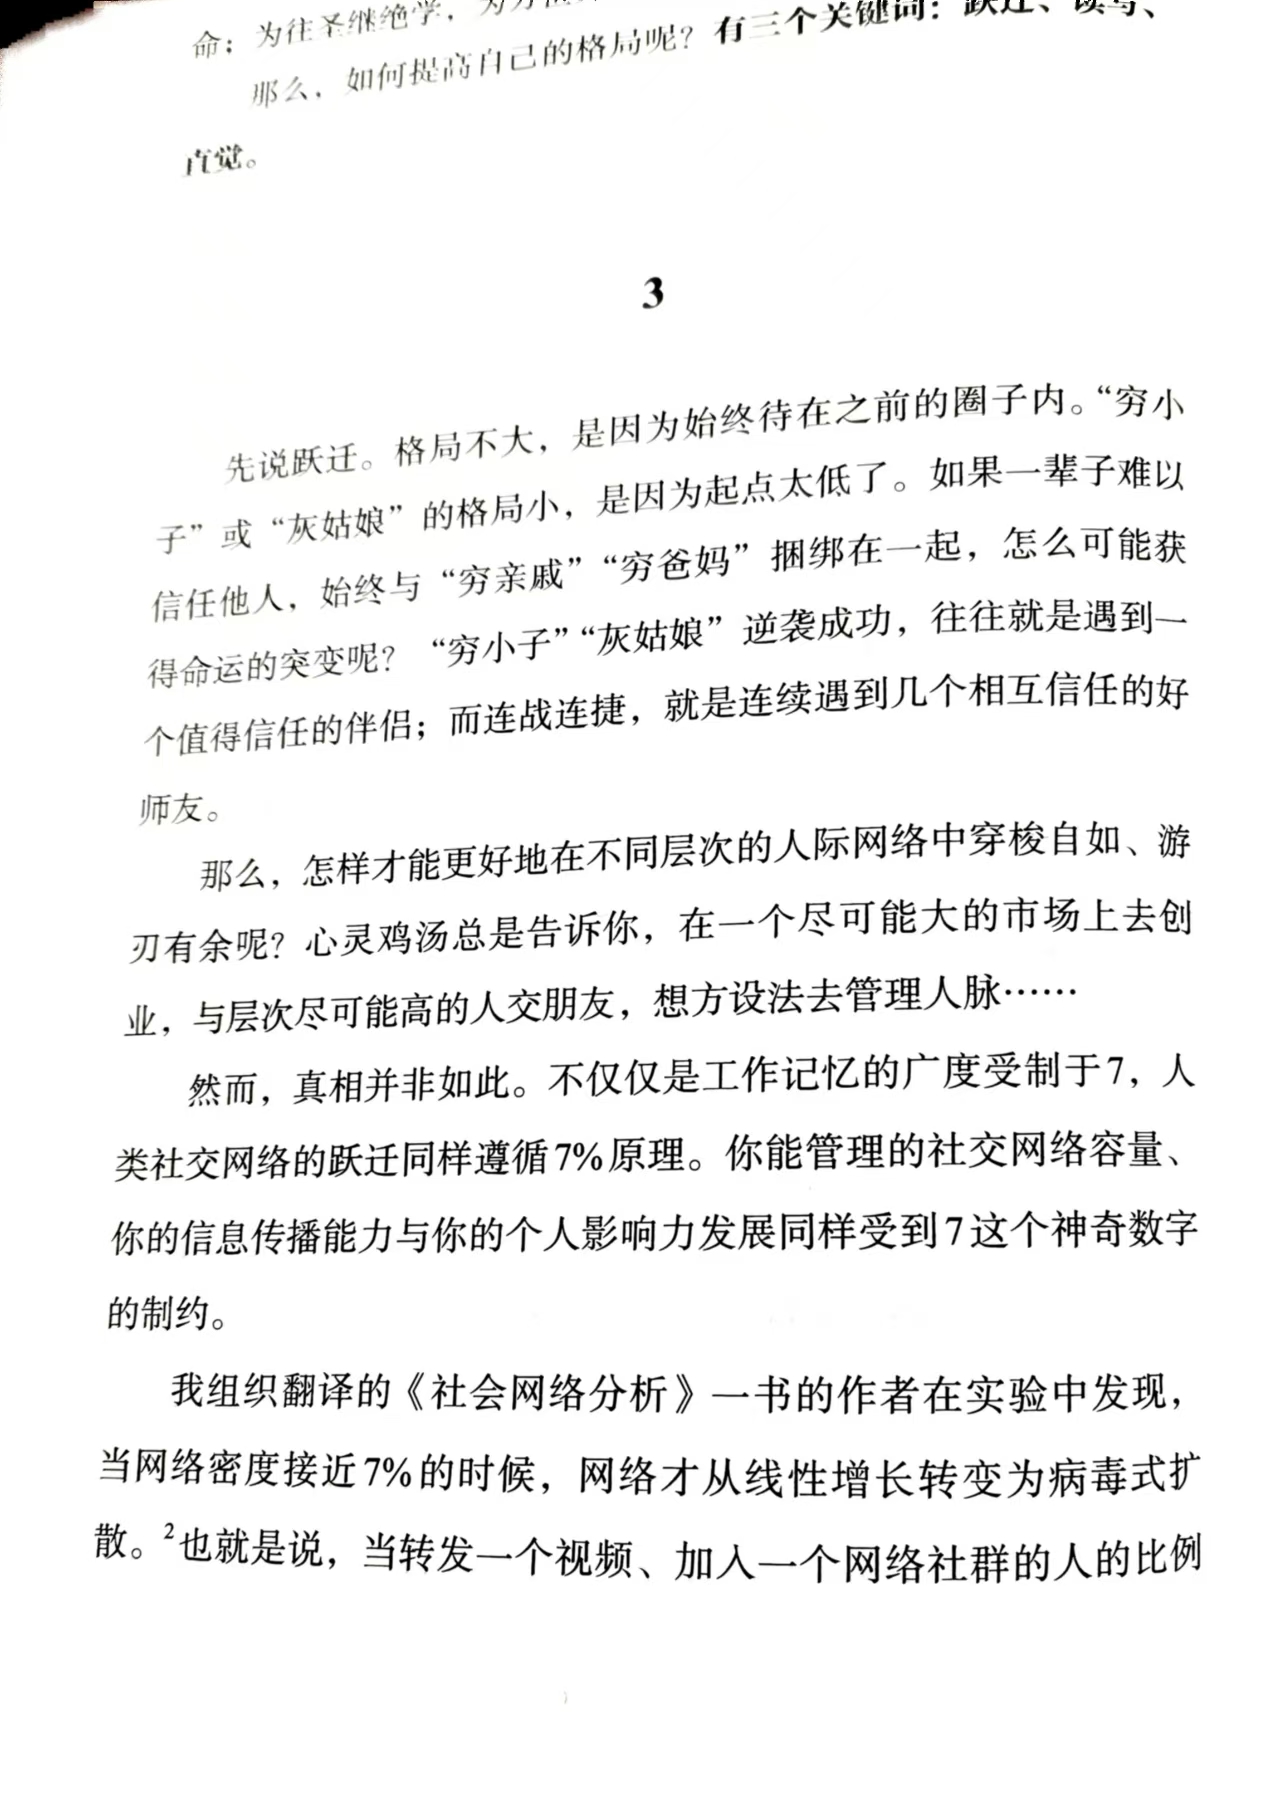 命；为往圣继绝学，为万
那么，如何提高自己的格局呢？有三个关键词：跃迁、读写、
直觉。
3
先说跃迁。格局不大，是因为始终待在之前的圈子内。“穷小
子”或“灰姑娘”的格局小，是因为起点太低了。如果一辈子难以
信任他人，始终与“穷亲戚”“穷爸妈”捆绑在一起，怎么可能获
得命运的突变呢？“穷小子”“灰姑娘”逆袭成功，往往就是遇到一
个值得信任的伴侣；而连战连捷，就是连续遇到几个相互信任的好
师友。
那么，怎样才能更好地在不同层次的人际网络中穿梭自如、游
刃有余呢？心灵鸡汤总是告诉你，在一个尽可能大的市场上去创
业，与层次尽可能高的人交朋友，想方设法去管理人脉……
然而，真相并非如此。不仅仅是工作记忆的广度受制于7，人
类社交网络的跃迁同样遵循7%原理。你能管理的社交网络容量、
你的信息传播能力与你的个人影响力发展同样受到7这个神奇数字
的制约。
我组织翻译的《社会网络分析》一书的作者在实验中发现，
当网络密度接近7%的时候，网络才从线性增长转变为病毒式扩
散。2也就是说，当转发一个视频、加入一个网络社群的人的比例